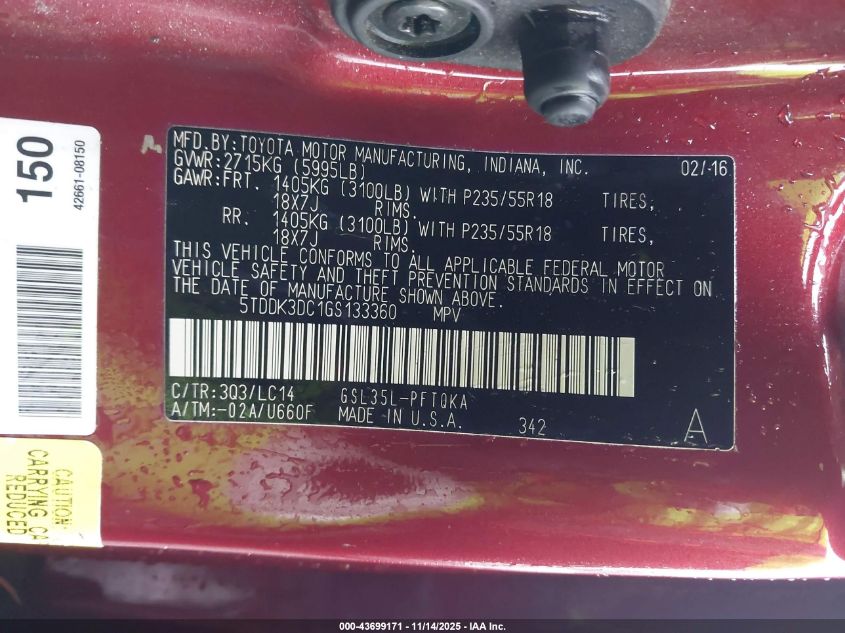 MFD.BY:TOYOTA MOTOR MANUFACTURING, INDIANA, INC. 02/16
GVWR:2715KG (5995LB)
GAWR:FRT. 1405KG (3100LB) WITH P235/55R18 TIRES,
18X7J RIMS.
RR. 1405KG (3100LB) WITH P235/55R18 TIRES,
18X7J RIMS.
THIS VEHICLE CONFORMS TO ALL APPLICABLE FEDERAL MOTOR
VEHICLE SAFETY AND THEFT PREVENTION STANDARDS IN EFFECT ON
THE DATE OF MANUFACTURE SHOWN ABOVE.
5TDDK3DC1GS133360 MPV
C/TR:3Q3/LC14 GSL35L-PFTQKA
A/TM:-02A/U660F MADE IN U.S.A. 342 A
150
42661-08150
CAUTION
CARRYING CA
REDUCED
000-43699171 - 11/14/2025 - IAA Inc.